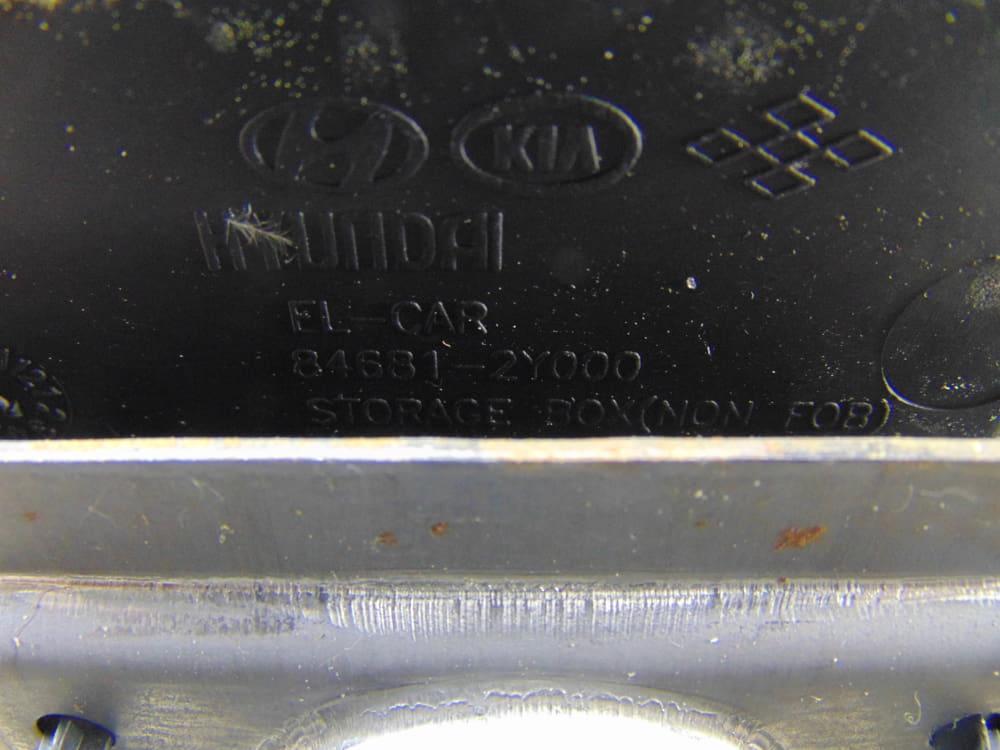 KIA
HYUNDAI
EL-CAR
84681-2Y000
STORAGE BOX(NON FOB)